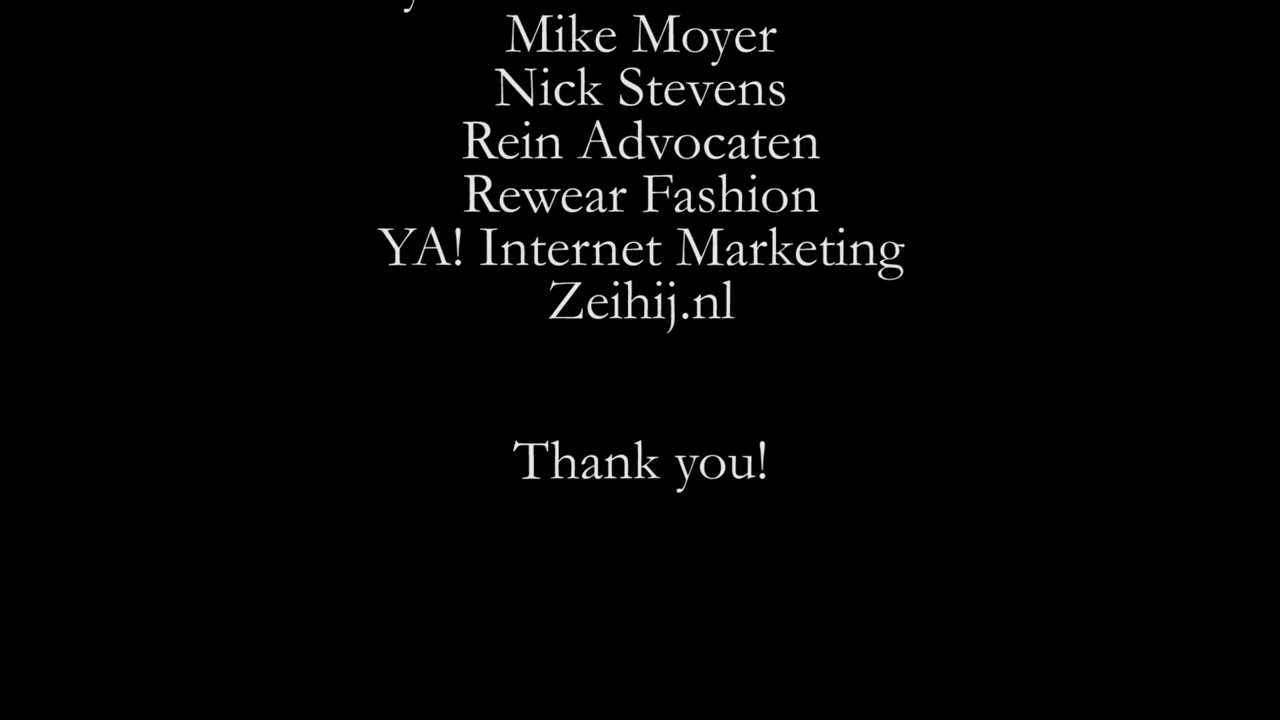 Mike Moyer
Nick Stevens
Rein Advocaten
Rewear Fashion
YA! Internet Marketing
Zeihij.nl
Thank you!